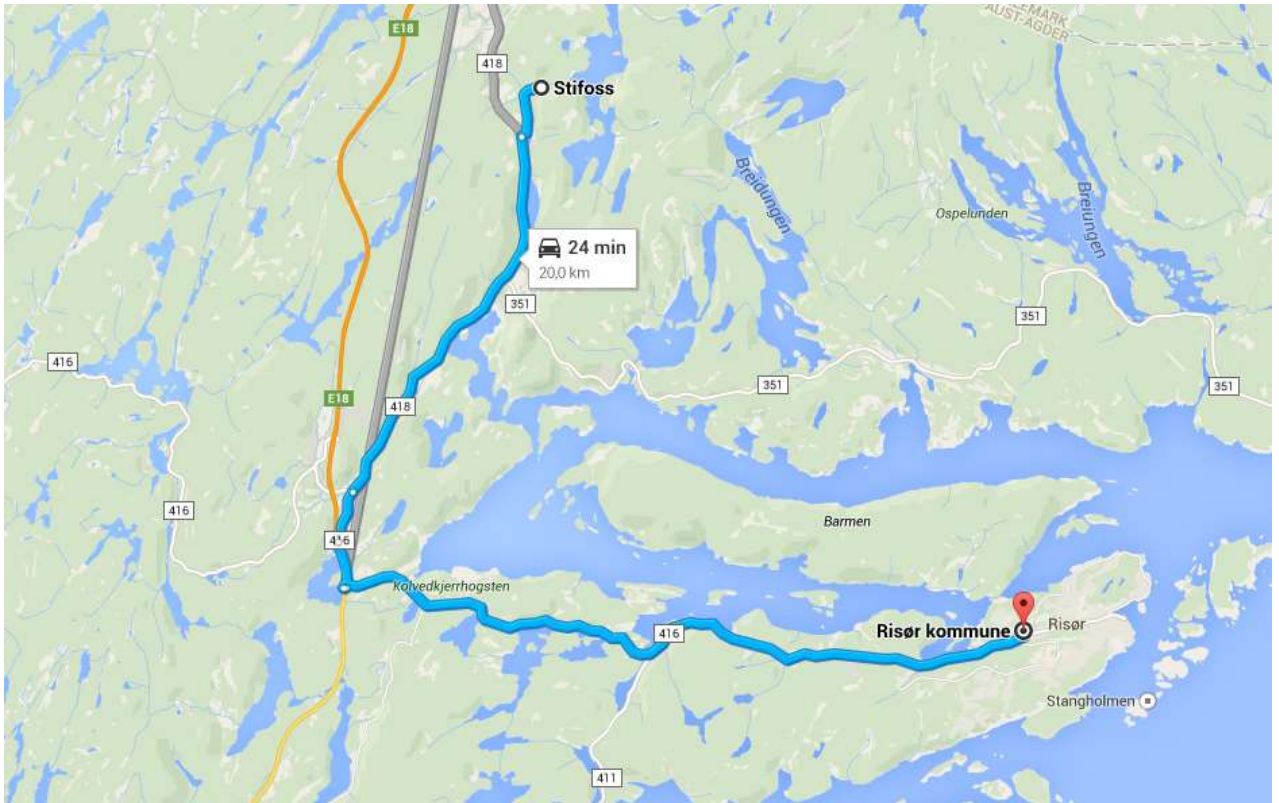 E18
TELEMARK
AUST-AGDER
418
Stifoss
Breidungen
Breiungen
Ospelunden
24 min
20,0 km
351
351
416
351
351
E18
418
416
Barmen
416
Kolvedkjerrhogsten
416
Risør kommune
Risør
Stangholmen
411